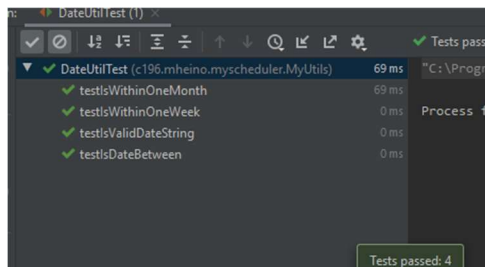 DateUtilTest (1)
Tests pass
DateUtilTest (c196.mheino.myscheduler.MyUtils) 69 ms
"C:\Progr
testIsWithinOneMonth 69 ms
testIsWithinOneWeek 0 ms
Process f
testIsValidDateString 0 ms
testIsDateBetween 0 ms
Tests passed: 4